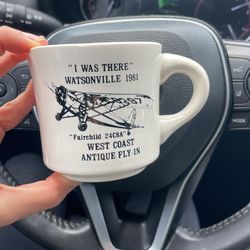 "I WAS THERE"
WATSONVILLE 1981
"Fairchild 24C8A"
WEST COAST
ANTIQUE FLY-IN